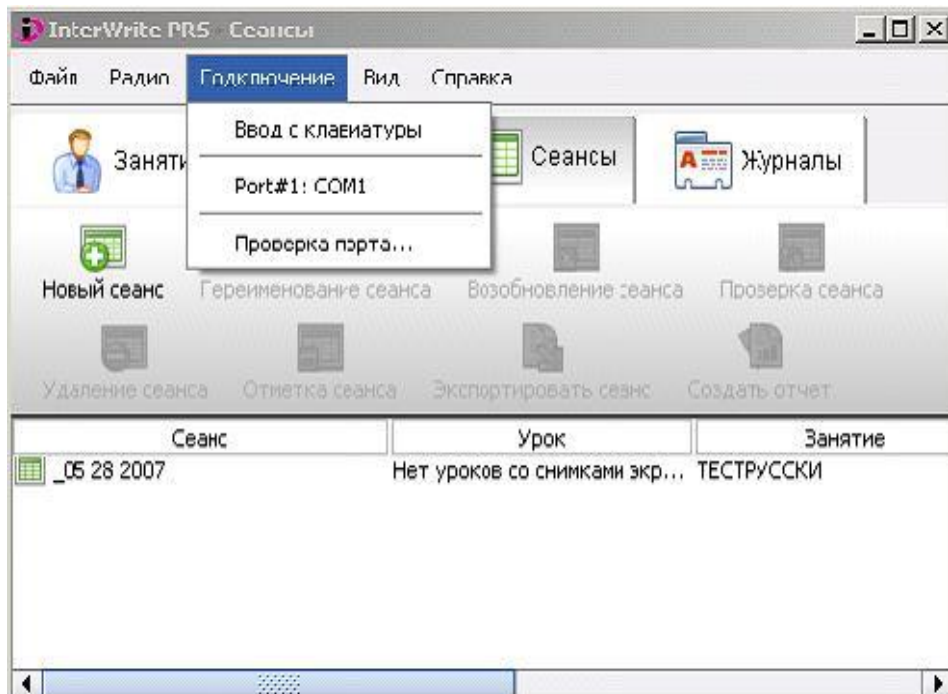 InterWrite PRS - Сеансы
Файл Радио Подключение Вид Справка
Ввод с клавиатуры
Port#1: COM1
Проверка порта...
Заняти Сеансы Журналы
Новый сеанс Переименование сеанса Возобновление сеанса Проверка сеанса
Удаление сеанса Отметка сеанса Экспортировать сеанс Создать отчет
Сеанс Урок Занятие
_05 28 2007 Нет уроков со снимками экр... ТЕСТРУССКИ